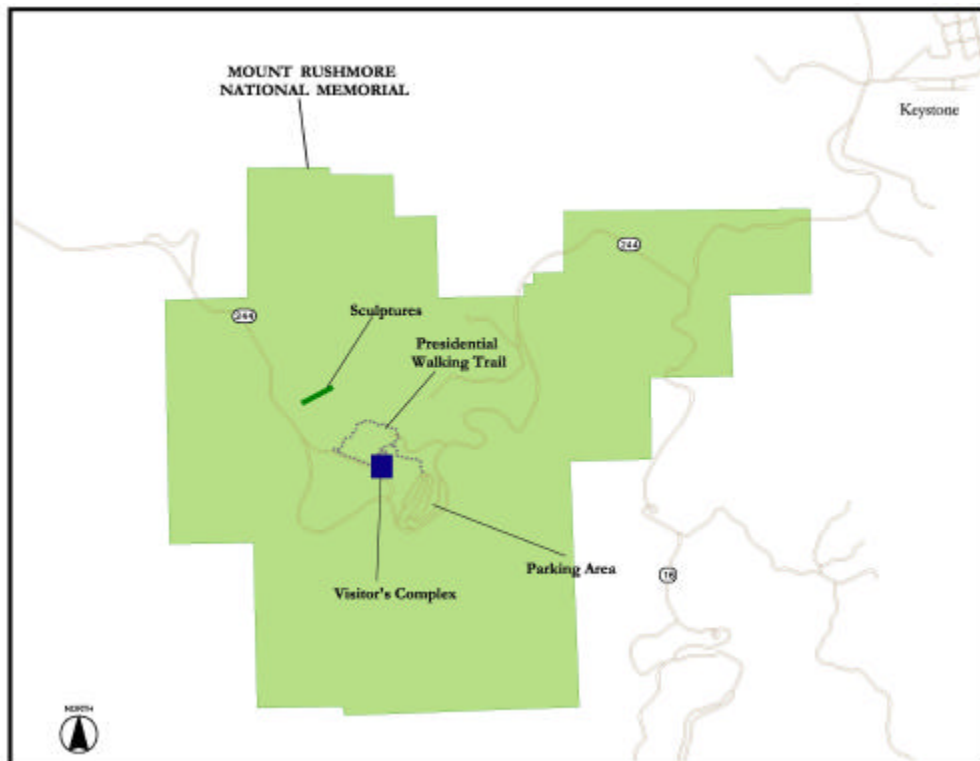 MOUNT RUSHMORE
NATIONAL MEMORIAL
Keystone
244
244
Sculptures
Presidential
Walking Trail
Parking Area
16
Visitor's Complex
NORTH